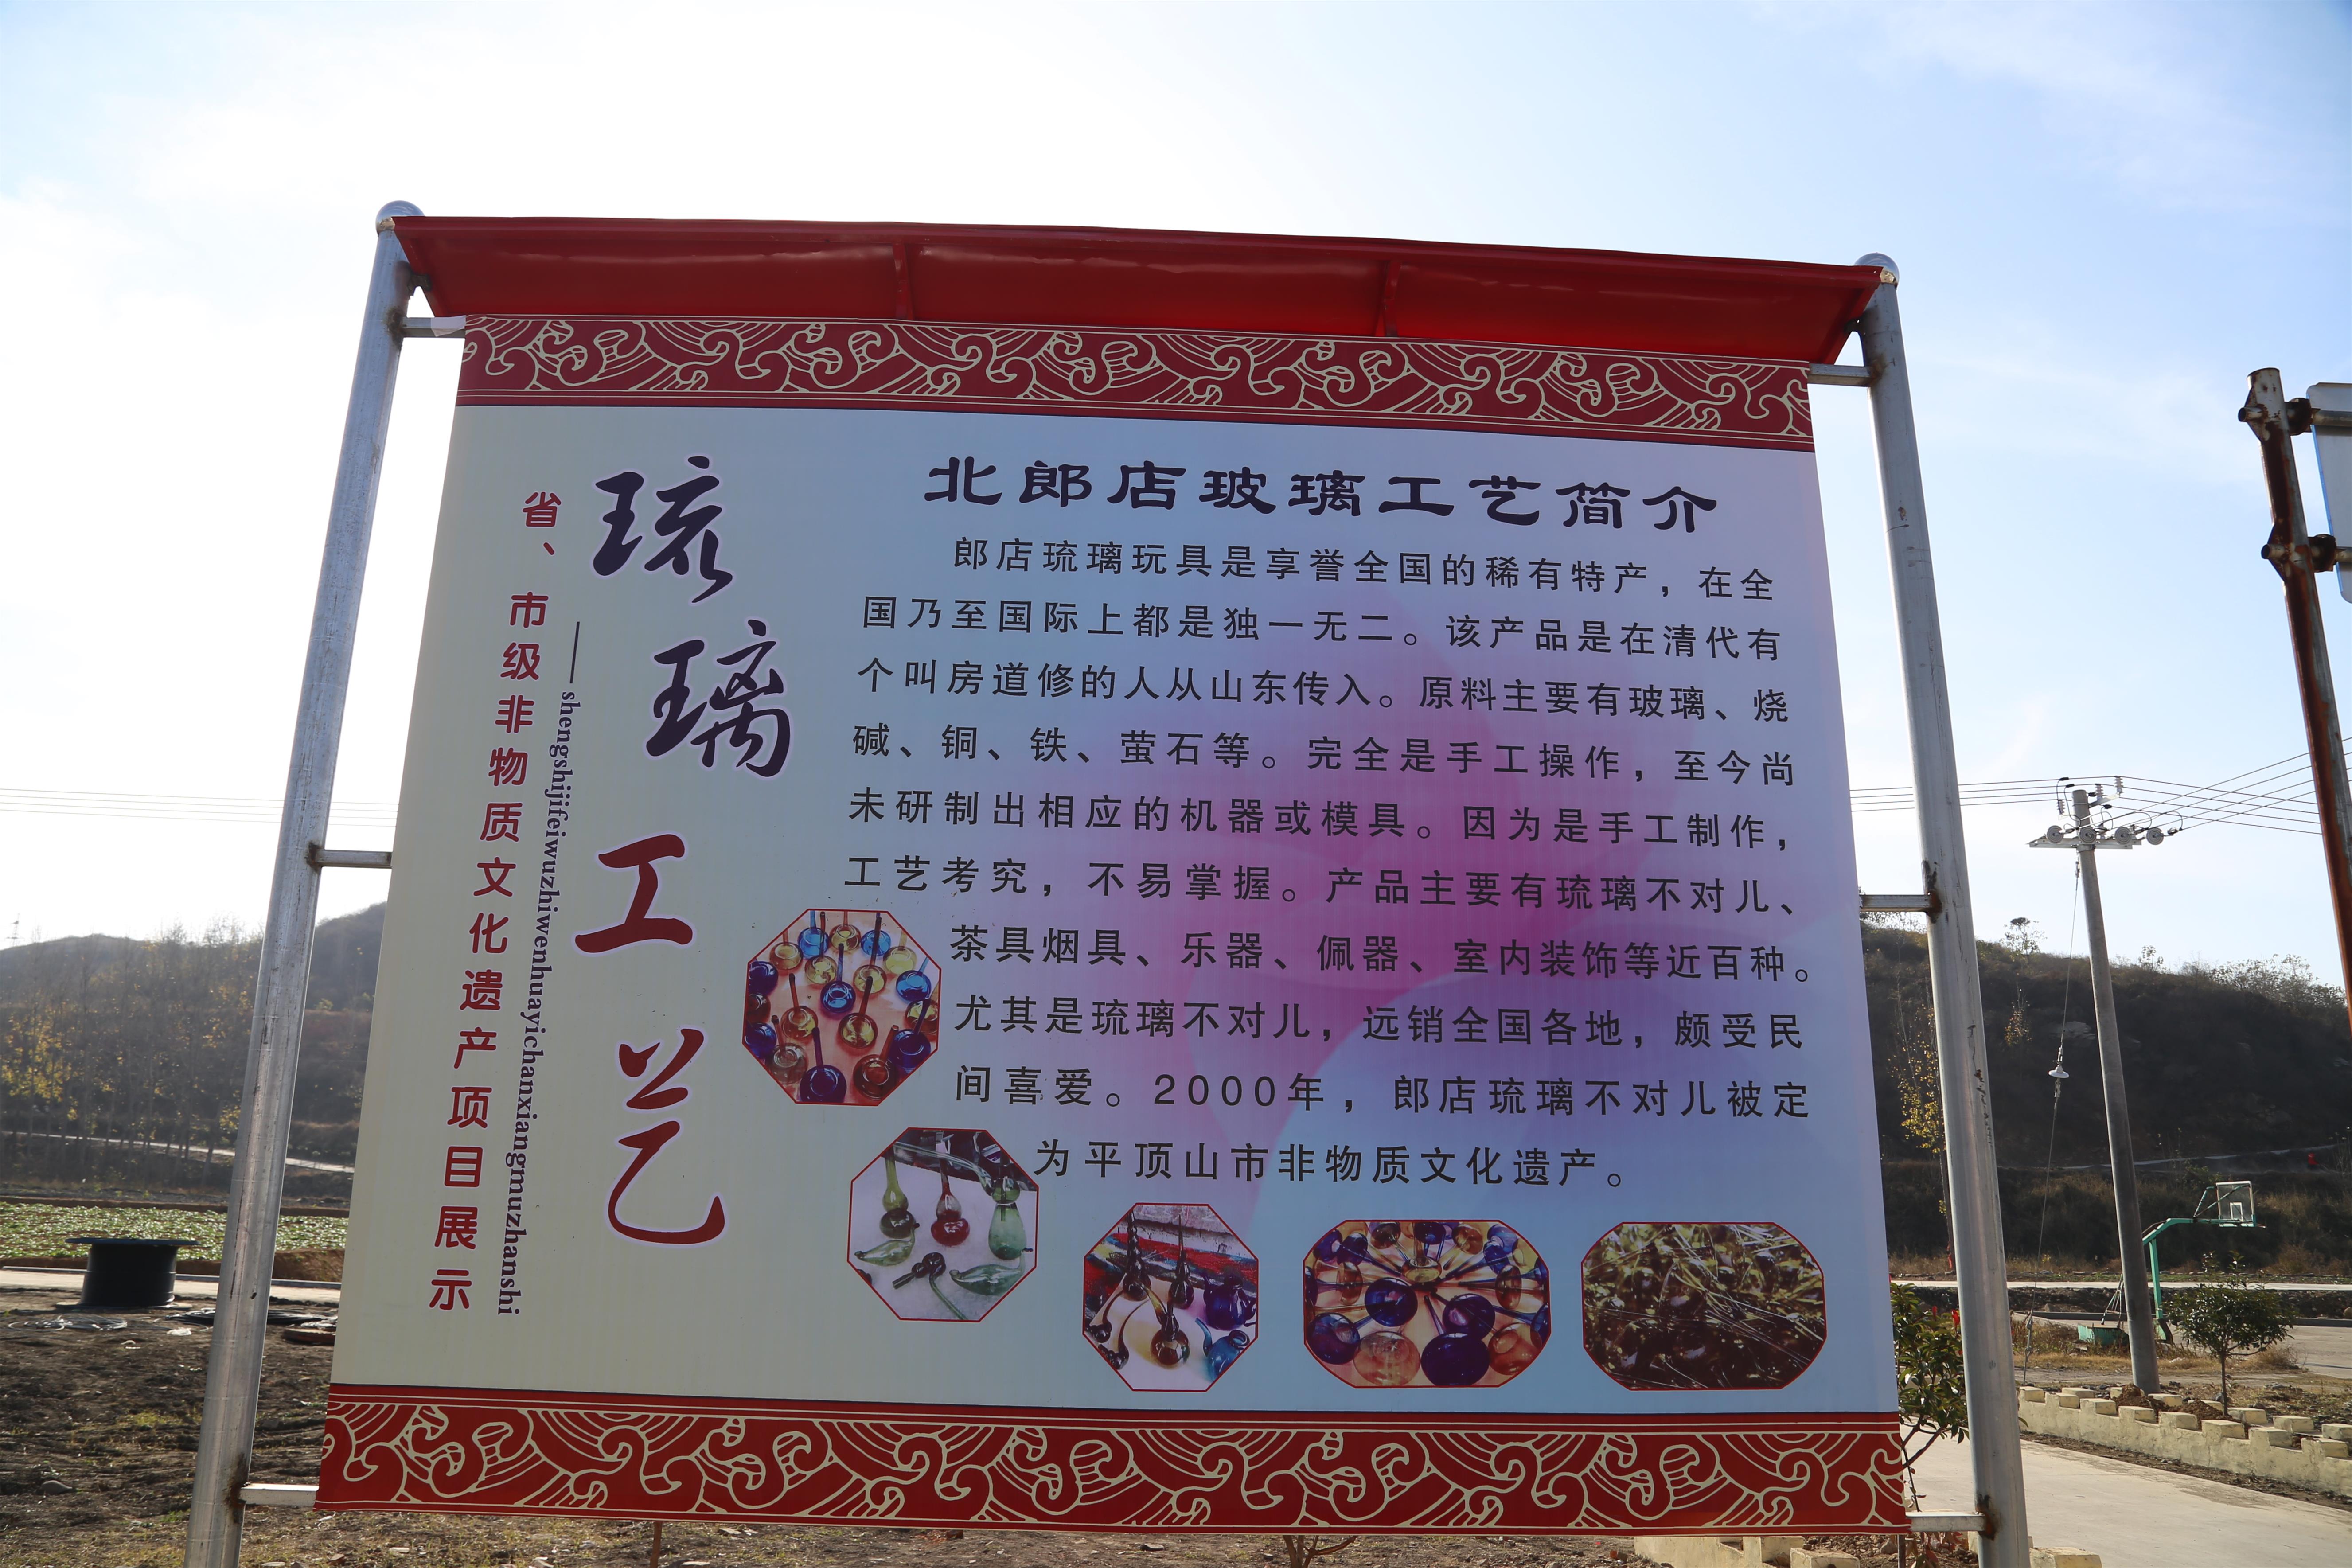 省、市级非物质文化遗产项目展示
——shengshijifeiwuzhiwenhuayichanxiangmuzhanshi
琉璃工艺
北郎店玻璃工艺简介
郎店琉璃玩具是享誉全国的稀有特产，在全
国乃至国际上都是独一无二。该产品是在清代有
个叫房道修的人从山东传入。原料主要有玻璃、烧
碱、铜、铁、萤石等。完全是手工操作，至今尚
未研制出相应的机器或模具。因为是手工制作，
工艺考究，不易掌握。产品主要有琉璃不对儿、
茶具烟具、乐器、佩器、室内装饰等近百种。
尤其是琉璃不对儿，远销全国各地，颇受民
间喜爱。2000年，郎店琉璃不对儿被定
为平顶山市非物质文化遗产。